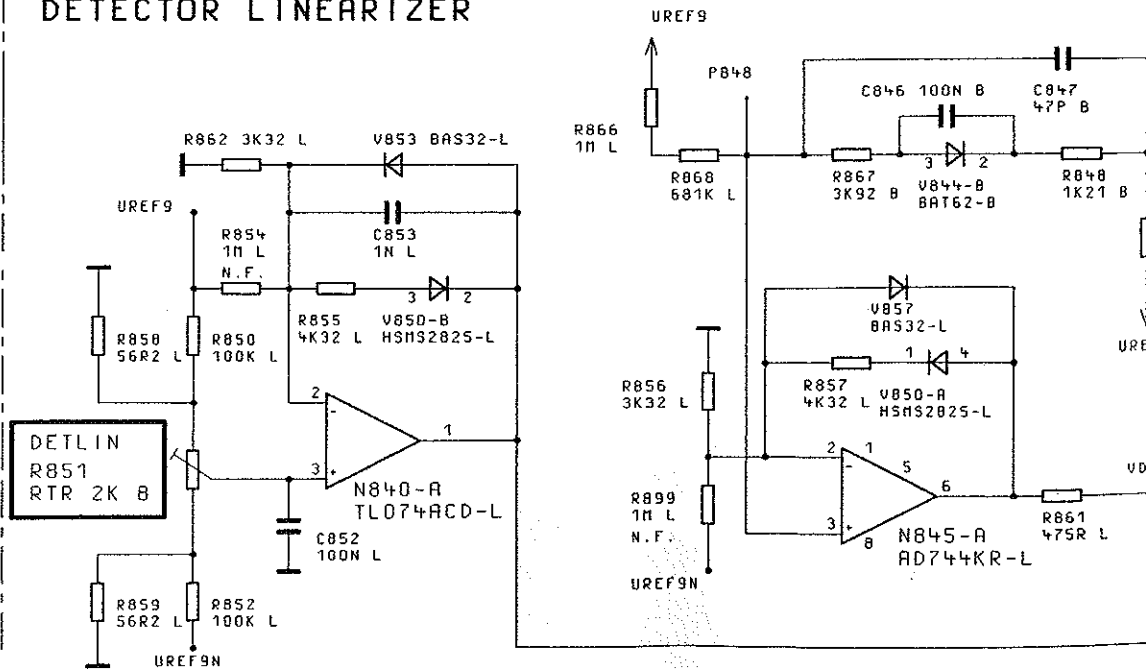 DETECTOR LINEARIZER
UREF9
P848
C846 100N B
C847
47P B
R866
1M L
R868
681K L
R867
3K92 B
3
2
V844-B
BAT62-B
R848
1K21 B
R862 3K32 L
V853 BAS32-L
UREF9
R854
1M L
N.F.
C853
1N L
R855
4K32 L
3
2
V850-B
HSMS2825-L
R858
56R2 L
R850
100K L
DETLIN
R851
RTR 2K B
2
-
3
+
1
N840-A
TL074ACD-L
C852
100N L
R859
56R2 L
R852
100K L
UREF9N
V857
BAS32-L
R856
3K32 L
R857
4K32 L
1
4
V850-A
HSMS2825-L
URE
R899
1M L
N.F.
UREF9N
2
-
1
5
6
3
+
8
N845-A
AD744KR-L
R861
475R L
VD